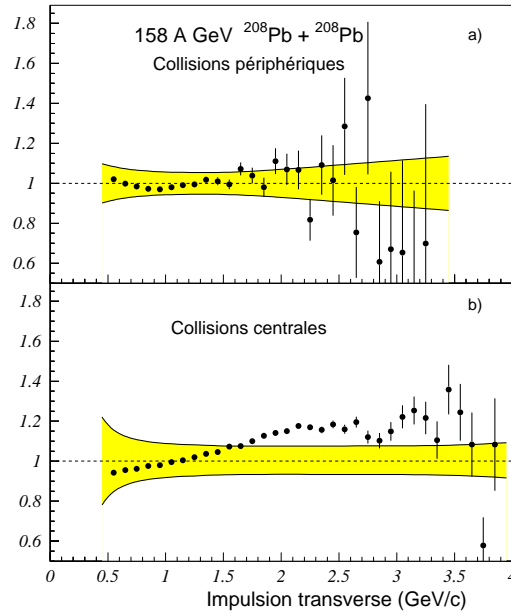 158 A GeV ²⁰⁸Pb + ²⁰⁸Pb
a)
Collisions périphériques
1.8
1.6
1.4
1.2
1
0.8
0.6
b)
Collisions centrales
1.8
1.6
1.4
1.2
1
0.8
0.6
0 0.5 1 1.5 2 2.5 3 3.5 4
Impulsion transverse (GeV/c)